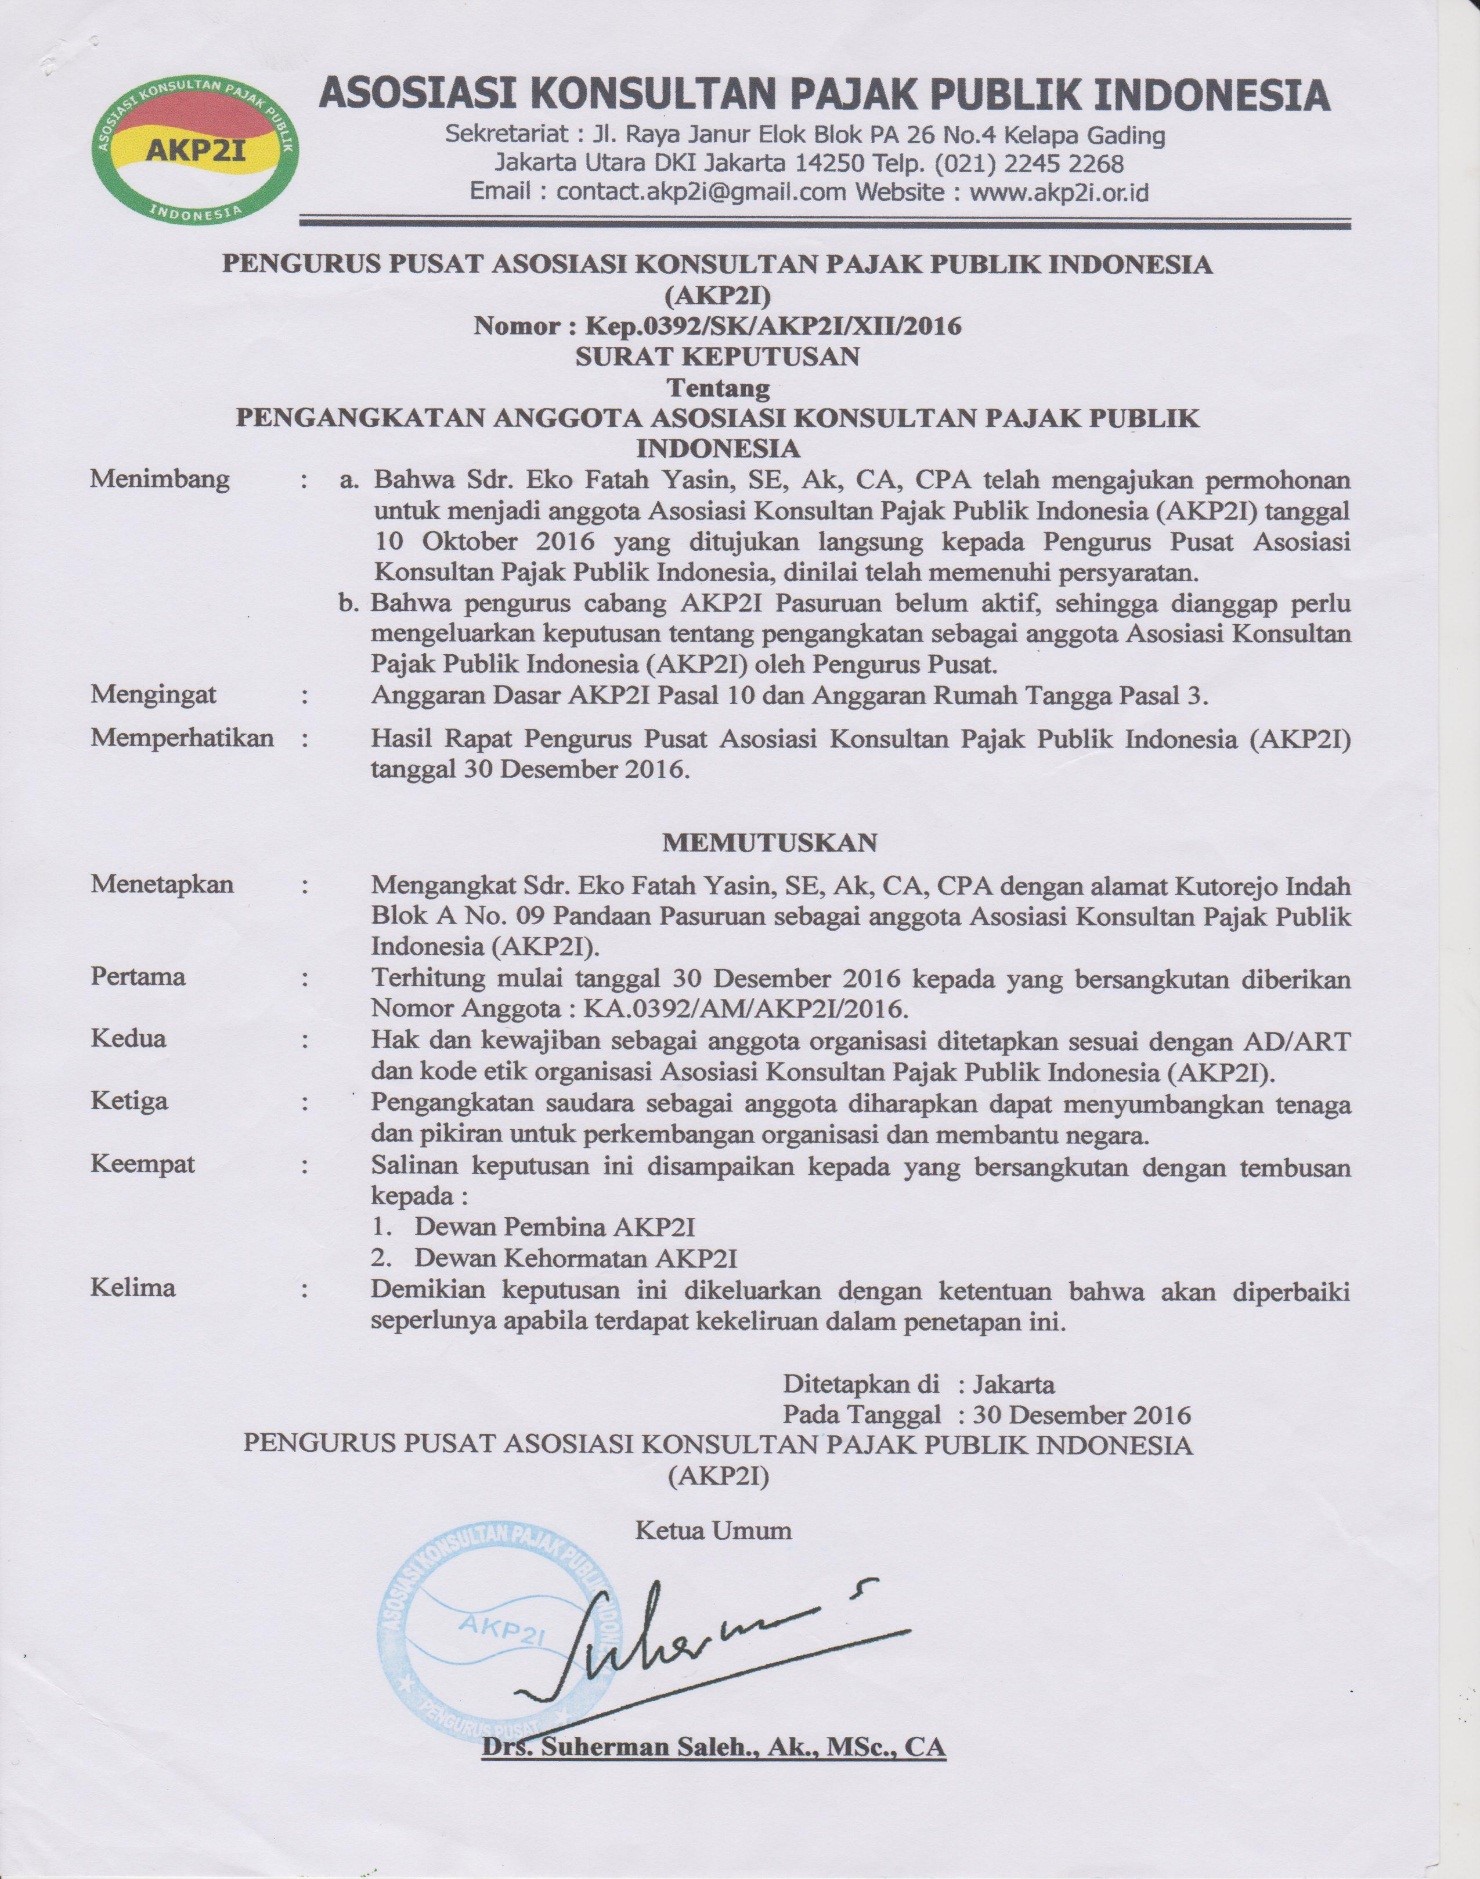 ASOSIASI KONSULTAN PAJAK PUBLIK
AKP2I
INDONESIA
ASOSIASI KONSULTAN PAJAK PUBLIK INDONESIA
Sekretariat : Jl. Raya Janur Elok Blok PA 26 No.4 Kelapa Gading
Jakarta Utara DKI Jakarta 14250 Telp. (021) 2245 2268
Email : contact.akp2i@gmail.com Website : www.akp2i.or.id
PENGURUS PUSAT ASOSIASI KONSULTAN PAJAK PUBLIK INDONESIA
(AKP2I)
Nomor : Kep.0392/SK/AKP2I/XII/2016
SURAT KEPUTUSAN
Tentang
PENGANGKATAN ANGGOTA ASOSIASI KONSULTAN PAJAK PUBLIK
INDONESIA
Menimbang : a. Bahwa Sdr. Eko Fatah Yasin, SE, Ak, CA, CPA telah mengajukan permohonan
untuk menjadi anggota Asosiasi Konsultan Pajak Publik Indonesia (AKP2I) tanggal
10 Oktober 2016 yang ditujukan langsung kepada Pengurus Pusat Asosiasi
Konsultan Pajak Publik Indonesia, dinilai telah memenuhi persyaratan.
b. Bahwa pengurus cabang AKP2I Pasuruan belum aktif, sehingga dianggap perlu
mengeluarkan keputusan tentang pengangkatan sebagai anggota Asosiasi Konsultan
Pajak Publik Indonesia (AKP2I) oleh Pengurus Pusat.
Mengingat : Anggaran Dasar AKP2I Pasal 10 dan Anggaran Rumah Tangga Pasal 3.
Memperhatikan : Hasil Rapat Pengurus Pusat Asosiasi Konsultan Pajak Publik Indonesia (AKP2I)
tanggal 30 Desember 2016.
MEMUTUSKAN
Menetapkan : Mengangkat Sdr. Eko Fatah Yasin, SE, Ak, CA, CPA dengan alamat Kutorejo Indah
Blok A No. 09 Pandaan Pasuruan sebagai anggota Asosiasi Konsultan Pajak Publik
Indonesia (AKP2I).
Pertama : Terhitung mulai tanggal 30 Desember 2016 kepada yang bersangkutan diberikan
Nomor Anggota : KA.0392/AM/AKP2I/2016.
Kedua : Hak dan kewajiban sebagai anggota organisasi ditetapkan sesuai dengan AD/ART
dan kode etik organisasi Asosiasi Konsultan Pajak Publik Indonesia (AKP2I).
Ketiga : Pengangkatan saudara sebagai anggota diharapkan dapat menyumbangkan tenaga
dan pikiran untuk perkembangan organisasi dan membantu negara.
Keempat : Salinan keputusan ini disampaikan kepada yang bersangkutan dengan tembusan
kepada :
1. Dewan Pembina AKP2I
2. Dewan Kehormatan AKP2I
Kelima : Demikian keputusan ini dikeluarkan dengan ketentuan bahwa akan diperbaiki
seperlunya apabila terdapat kekeliruan dalam penetapan ini.
Ditetapkan di : Jakarta
Pada Tanggal : 30 Desember 2016
PENGURUS PUSAT ASOSIASI KONSULTAN PAJAK PUBLIK INDONESIA
(AKP2I)
Ketua Umum
ASOSIASI KONSULTAN PAJAK PUBLIK INDONESIA
AKP2I
PENGURUS PUSAT
Suherman S
Drs. Suherman Saleh., Ak., MSc., CA